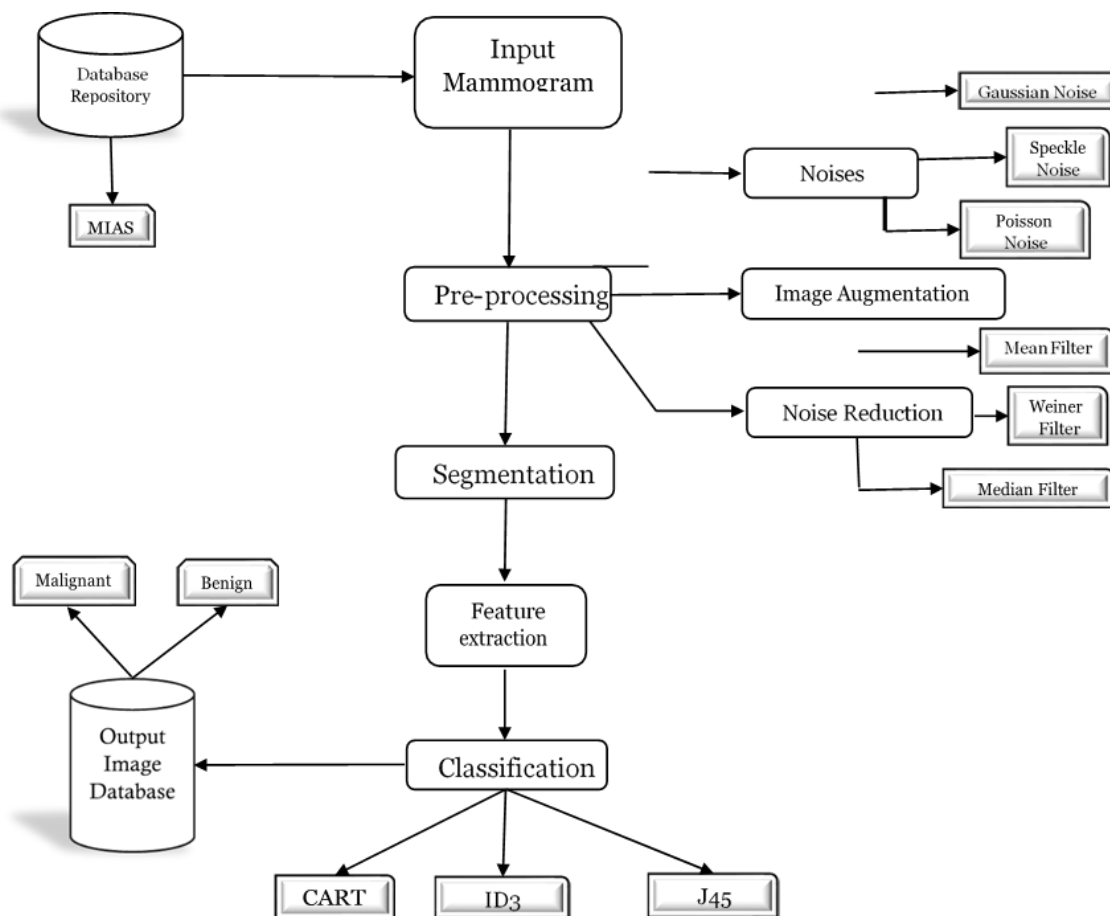 Database
Repository
Input
Mammogram
Gaussian Noise
Speckle
Noise
Noises
Poisson
Noise
MIAS
Pre-processing
Image Augmentation
Mean Filter
Noise Reduction
Weiner
Filter
Segmentation
Median Filter
Malignant
Benign
Feature
extraction
Output
Image
Database
Classification
CART
ID3
J45